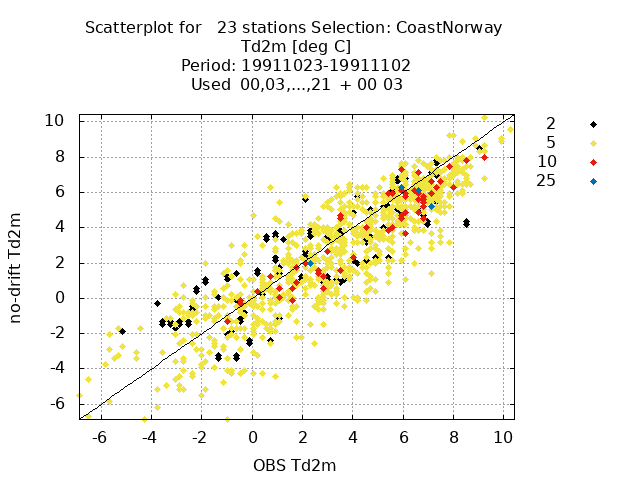 Scatterplot for   23 stations Selection: CoastNorway
Td2m [deg C]
Period: 19911023-19911102
Used  00,03,...,21  + 00 03
2
5
10
25
no-drift Td2m
10
8
6
4
2
0
-2
-4
-6
-6 -4 -2 0 2 4 6 8 10
OBS Td2m